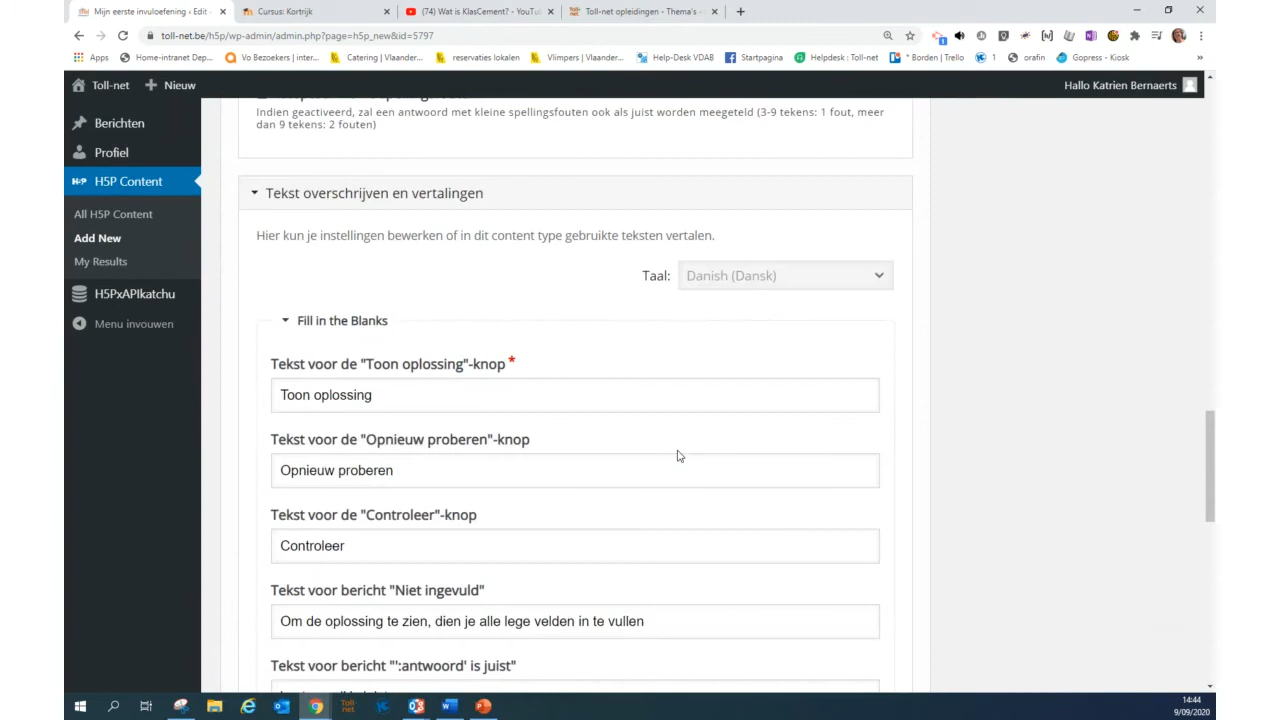 Mijn eerste invuloefening ‹ Edit ‹
Cursus: Kortrijk
(74) Wat is KlasCement? - YouTu
Toll-net opleidingen - Thema's -
toll-net.be/h5p/wp-admin/admin.php?page=h5p_new&id=5797
Apps
Home-intranet Dep...
Vo Bezoekers | inter...
Catering | Vlaander...
reservaties lokalen
Vlimpers | Vlaander...
Help-Desk VDAB
Startpagina
Helpdesk : Toll-net
* Borden | Trello
1
orafin
Gopress - Kiosk
»
Toll-net
Nieuw
Hallo Katrien Bernaerts
Berichten
Profiel
H5P Content
All H5P Content
Add New
My Results
H5PxAPIkatchu
Menu invouwen
Indien geactiveerd, zal een antwoord met kleine spellingsfouten ook als juist worden meegeteld (3-9 tekens: 1 fout, meer
dan 9 tekens: 2 fouten)
Tekst overschrijven en vertalingen
Hier kun je instellingen bewerken of in dit content type gebruikte teksten vertalen.
Taal:
Danish (Dansk)
Fill in the Blanks
Tekst voor de "Toon oplossing"-knop *
Toon oplossing
Tekst voor de "Opnieuw proberen"-knop
Opnieuw proberen
Tekst voor de "Controleer"-knop
Controleer
Tekst voor bericht "Niet ingevuld"
Om de oplossing te zien, dien je alle lege velden in te vullen
Tekst voor bericht "':antwoord' is juist"
14:44
9/09/2020